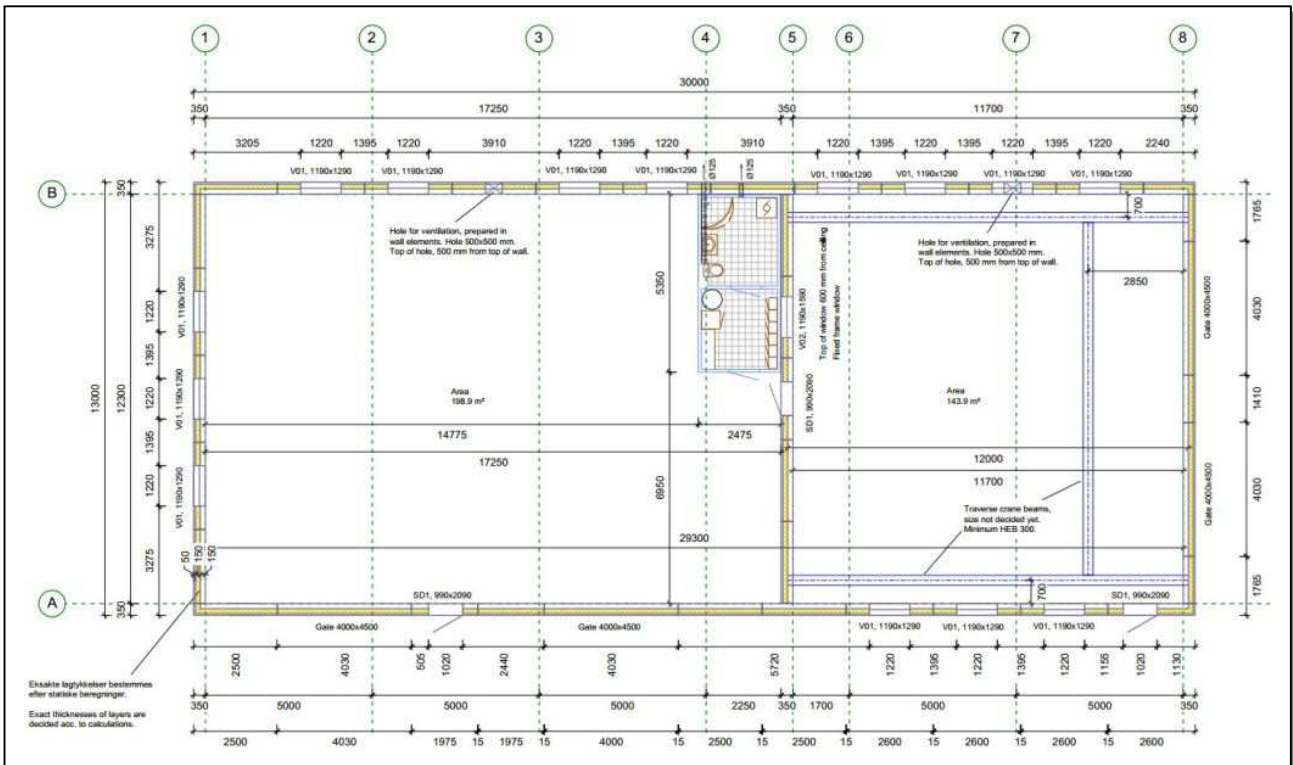 1 2 3 4 5 6 7 8
30000
350 17250 350 11700 350
3205 1220 1395 1220 3910 1220 1395 1220 3910 1220 1395 1220 1395 1220 1395 1220 2240
Ø125 Ø125
V01, 1190x1290 V01, 1190x1290 V01, 1190x1290 V01, 1190x1290 V01, 1190x1290 V01, 1190x1290 V01, 1190x1290 V01, 1190x1290
B
350
700
1765
Hole for ventilation, prepared in
wall elements. Hole 500x500 mm.
Top of hole, 500 mm from top of wall.
Hole for ventilation, prepared in
wall elements. Hole 500x500 mm.
Top of hole, 500 mm from top of wall.
3275
5350
2850
Gate 4000x4500
4030
V01, 1190x1290
1220
V02, 1190x1590
Top of window 600 mm from ceiling
Fixed frame window
1395
13000
12300
V01, 1190x1290
1220
Area
198.9 m²
SD1, 990x2090
Area
143.9 m²
1410
14775 2475
1395
17250
12000
11700
V01, 1190x1290
1220
6950
Traverse crane beams,
size not decided yet.
Minimum HEB 300.
Gate 4000x4500
4030
29300
3275
50 150 150
700
1765
A
350
SD1, 990x2090
SD1, 990x2090
350
Gate 4000x4500 Gate 4000x4500 V01, 1190x1290 V01, 1190x1290 V01, 1190x1290
2500 4030 505 1020 2440 4030 5720 1220 1395 1220 1395 1220 1155 1020 1130
Eksakte lagtykkelser bestemmes
efter statiske beregninger.
Exact thicknesses of layers are
decided acc. to calculations.
350 5000 5000 5000 2250 350 1700 5000 5000 350
2500 4030 1975 15 1975 15 4000 15 2500 15 2500 15 2600 15 2600 15 2600 15 2600